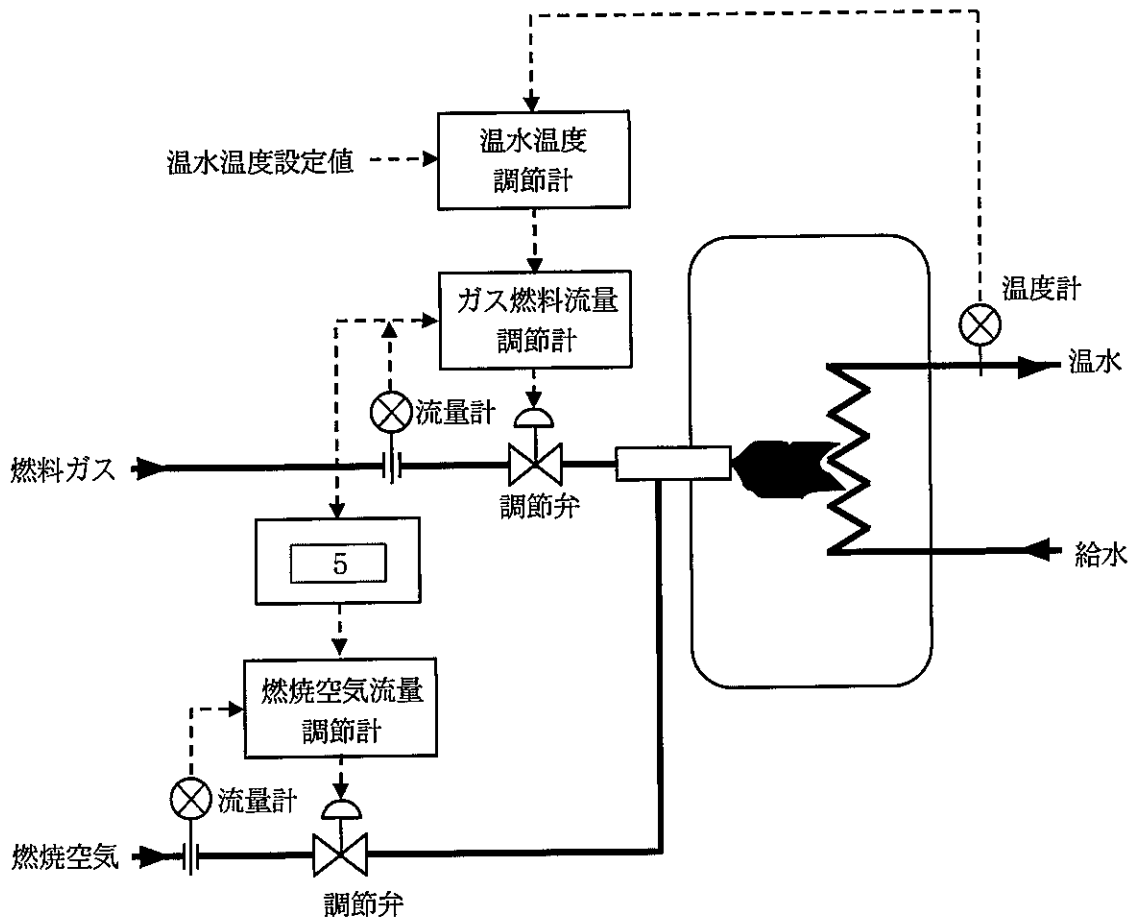 温水温度
調節計
温水温度設定値
ガス燃料流量
調節計
温度計
温水
流量計
燃料ガス
調節弁
5
給水
燃焼空気流量
調節計
流量計
燃焼空気
調節弁